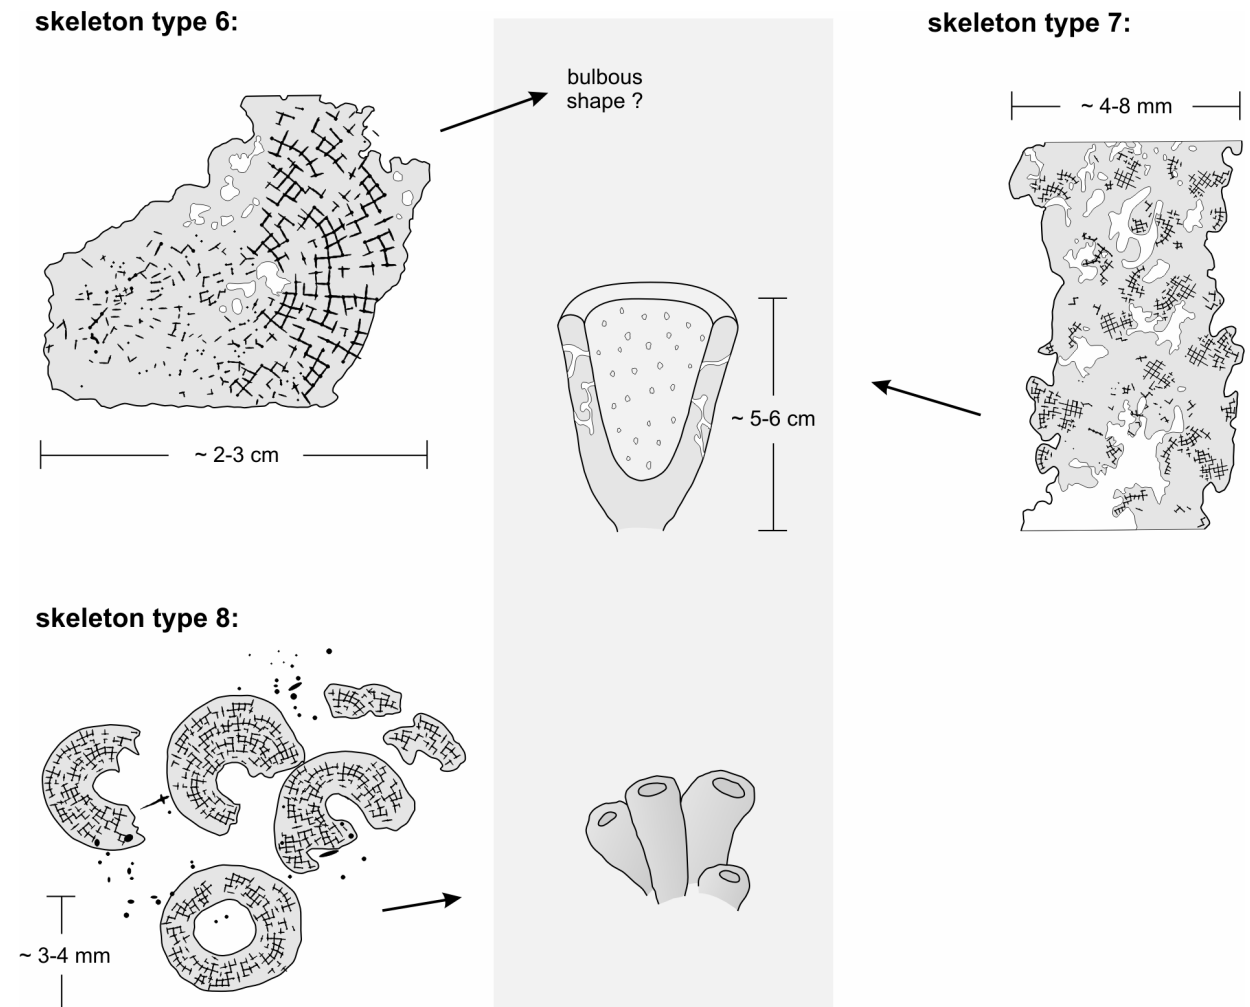 skeleton type 6:
skeleton type 7:
bulbous
shape ?
~ 4-8 mm
~ 5-6 cm
~ 2-3 cm
skeleton type 8:
~ 3-4 mm